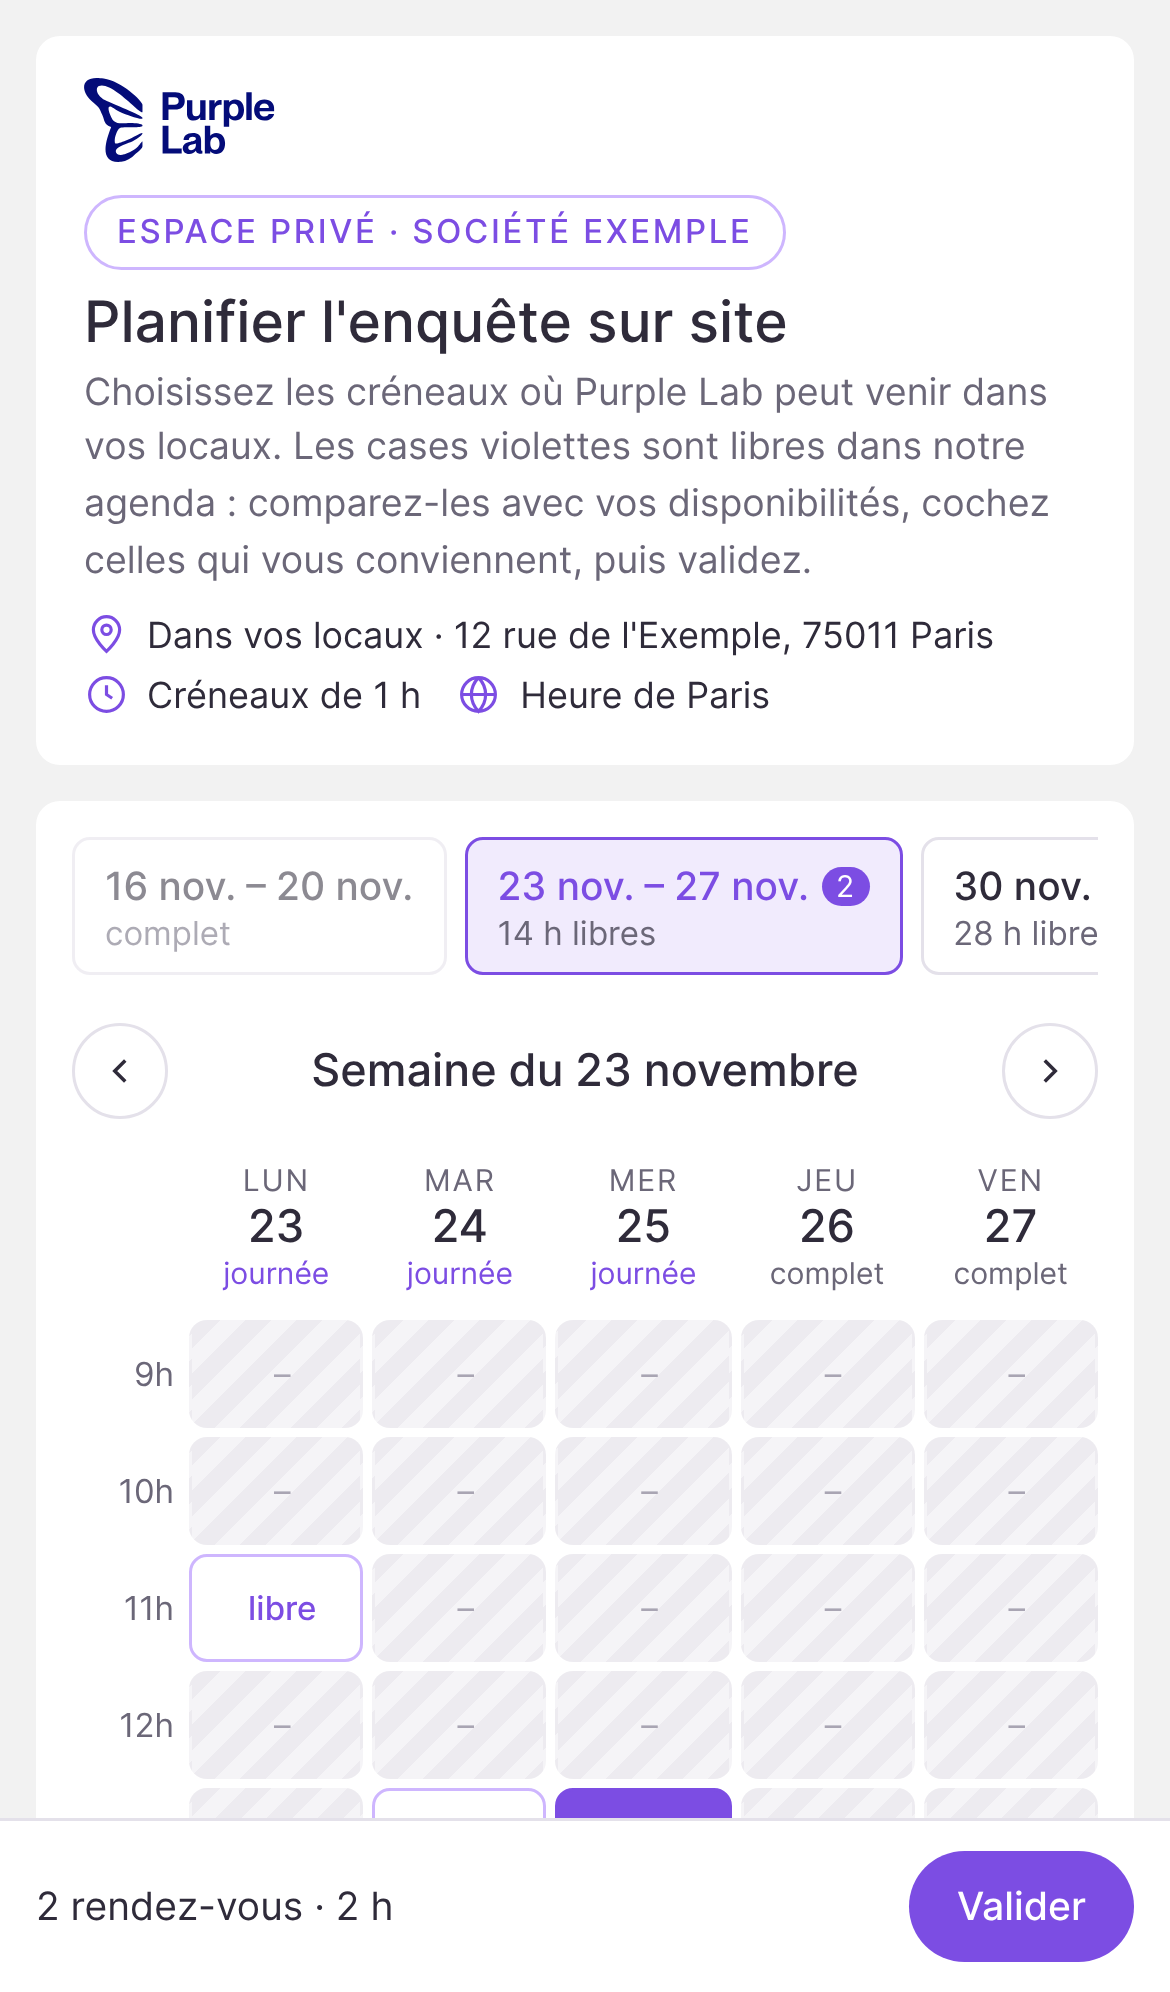 Purple
Lab
ESPACE PRIVÉ · SOCIÉTÉ EXEMPLE
Planifier l'enquête sur site
Choisissez les créneaux où Purple Lab peut venir dans
vos locaux. Les cases violettes sont libres dans notre
agenda : comparez-les avec vos disponibilités, cochez
celles qui vous conviennent, puis validez.
Dans vos locaux · 12 rue de l'Exemple, 75011 Paris
Créneaux de 1 h Heure de Paris
16 nov. – 20 nov. 23 nov. – 27 nov. 2 30 nov.
complet 14 h libres 28 h libre
Semaine du 23 novembre
LUN MAR MER JEU VEN
23 24 25 26 27
journée journée journée complet complet
9h – – – – –
10h – – – – –
11h libre – – – –
12h – – – – –
2 rendez-vous · 2 h Valider